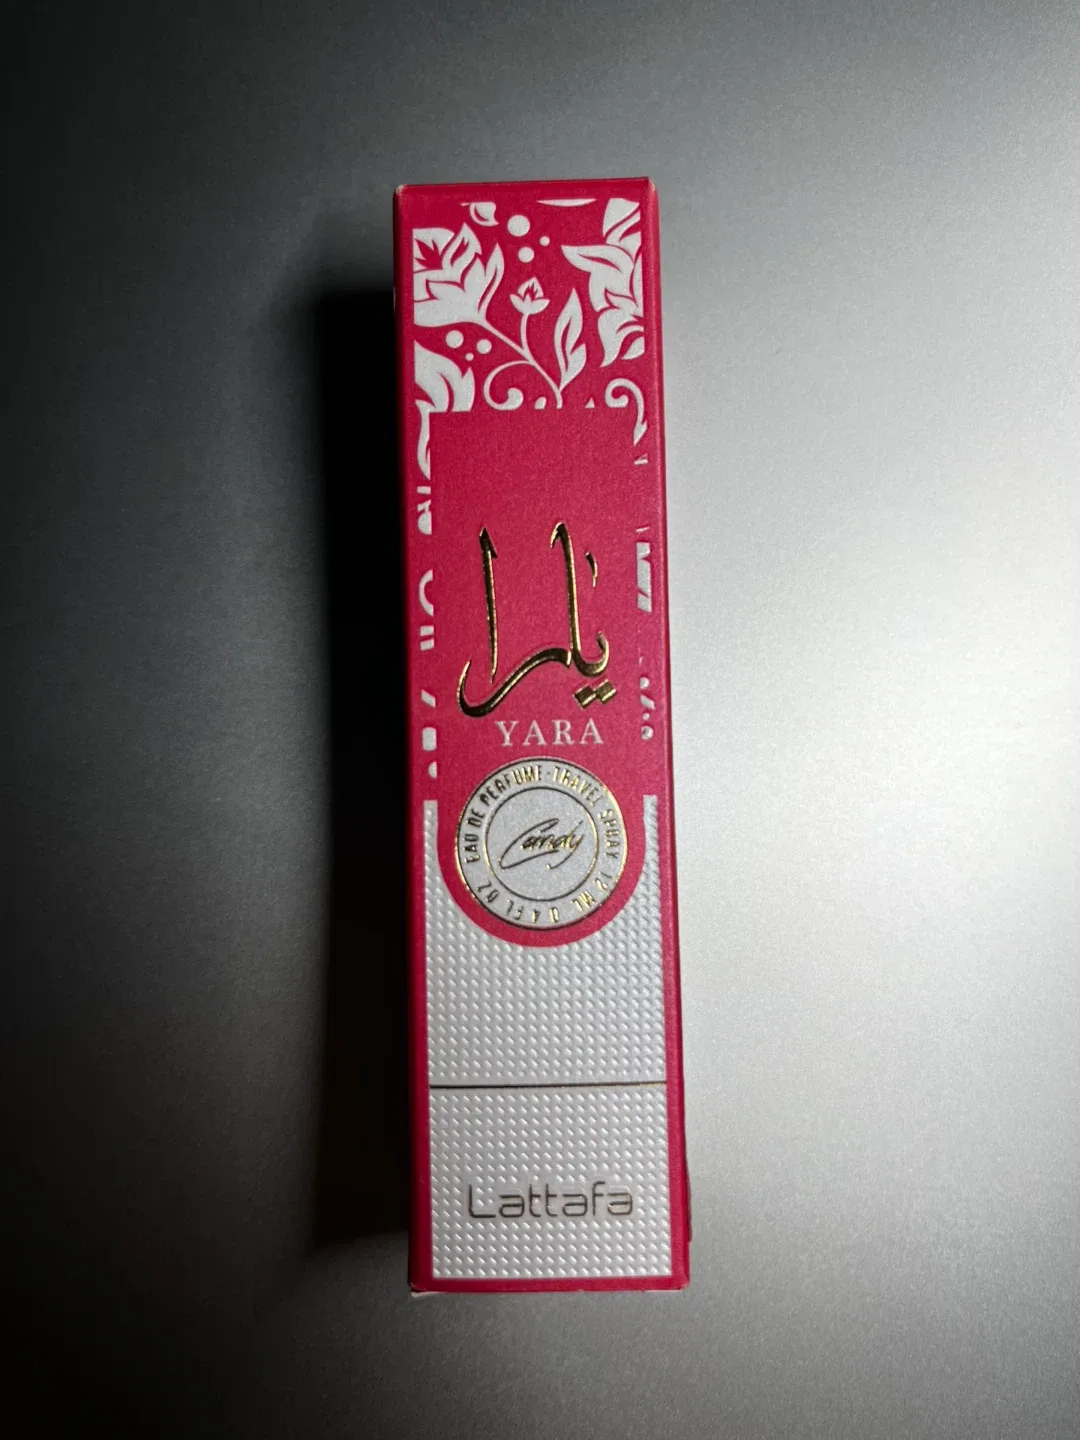 يارا
YARA
EAU DE PERFUME - TRAVEL SPRAY 12 ML 0.4 FL OZ
Candy
Lattafa